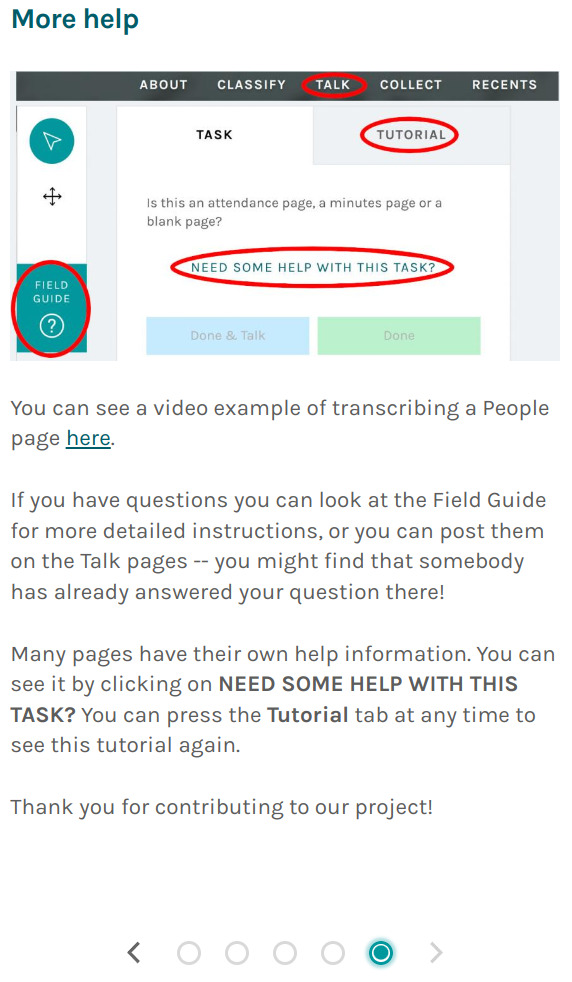 More help
ABOUT CLASSIFY TALK COLLECT RECENTS
TASK
TUTORIAL
Is this an attendance page, a minutes page or a
blank page?
NEED SOME HELP WITH THIS TASK?
FIELD
GUIDE
?
Done & Talk
Done
You can see a video example of transcribing a People
page here.
If you have questions you can look at the Field Guide
for more detailed instructions, or you can post them
on the Talk pages -- you might find that somebody
has already answered your question there!
Many pages have their own help information. You can
see it by clicking on NEED SOME HELP WITH THIS
TASK? You can press the Tutorial tab at any time to
see this tutorial again.
Thank you for contributing to our project!